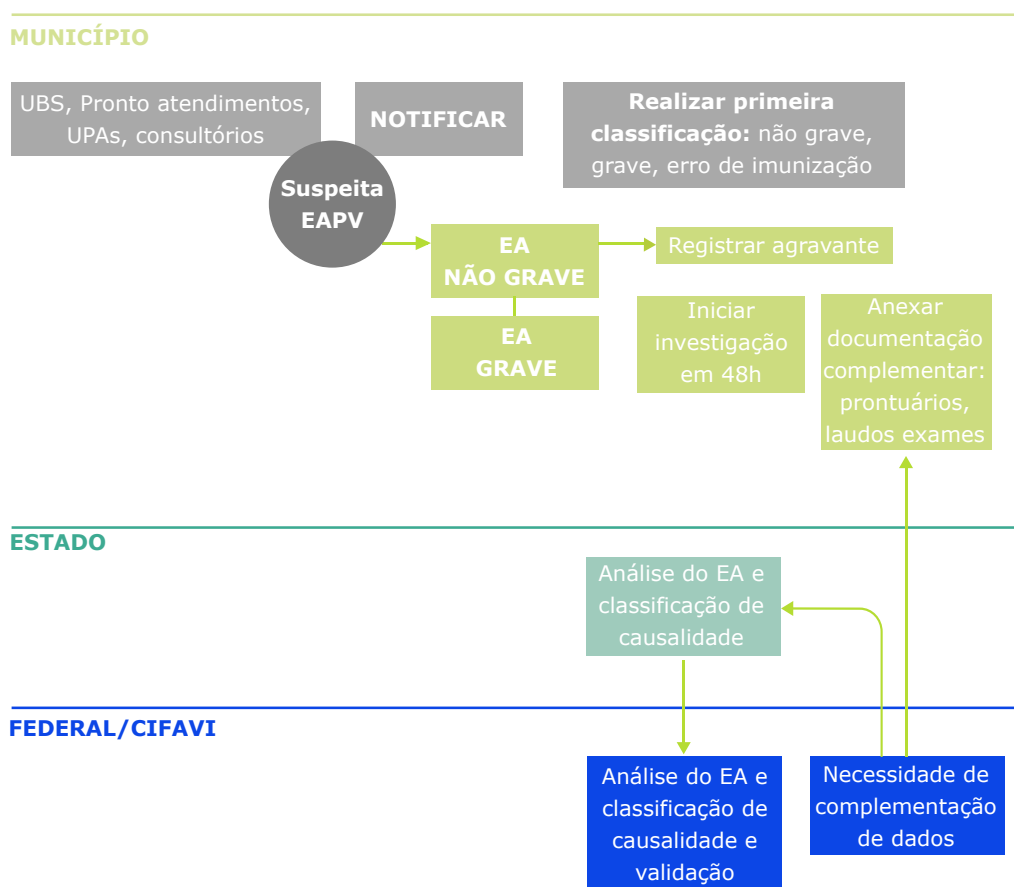 MUNICÍPIO
UBS, Pronto atendimentos,
UPAs, consultórios
NOTIFICAR
Realizar primeira
classificação: não grave,
grave, erro de imunização
Suspeita
EAPV
EA
NÃO GRAVE
Registrar agravante
EA
GRAVE
Iniciar
investigação
em 48h
Anexar
documentação
complementar:
prontuários,
laudos exames
ESTADO
Análise do EA e
classificação de
causalidade
FEDERAL/CIFAVI
Análise do EA e
classificação de
causalidade e
validação
Necessidade de
complementação
de dados